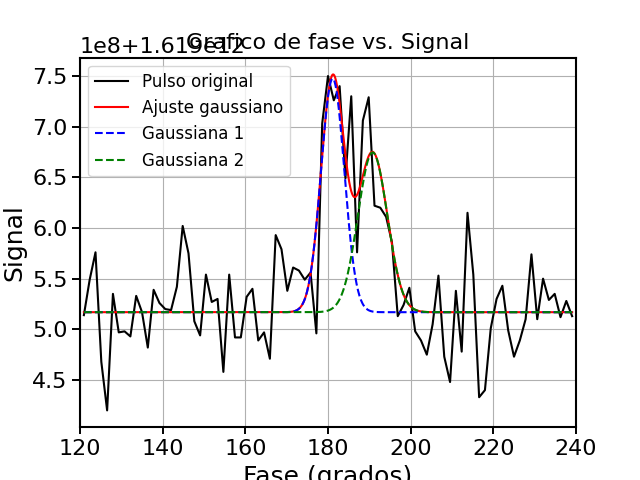 1e8+1.619e12
Grafico de fase vs. Signal
Pulso original
Ajuste gaussiano
Gaussiana 1
Gaussiana 2
Signal
7.5
7.0
6.5
6.0
5.5
5.0
4.5
120 140 160 180 200 220 240
Fase (grados)